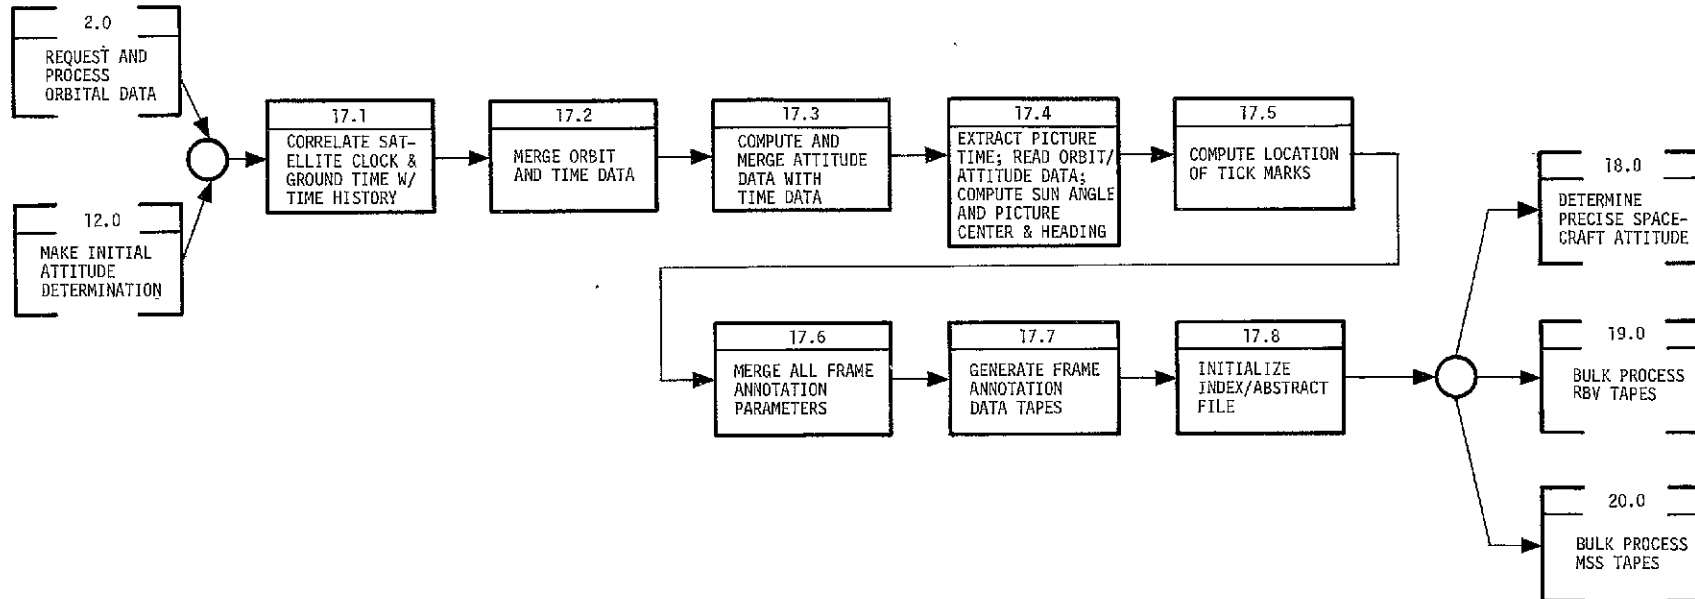 2.0
REQUEST AND
PROCESS
ORBITAL DATA
12.0
MAKE INITIAL
ATTITUDE
DETERMINATION
17.1
CORRELATE SAT-
ELLITE CLOCK &
GROUND TIME W/
TIME HISTORY
17.2
MERGE ORBIT
AND TIME DATA
17.3
COMPUTE AND
MERGE ATTITUDE
DATA WITH
TIME DATA
17.4
EXTRACT PICTURE
TIME; READ ORBIT/
ATTITUDE DATA;
COMPUTE SUN ANGLE
AND PICTURE
CENTER & HEADING
17.5
COMPUTE LOCATION
OF TICK MARKS
17.6
MERGE ALL FRAME
ANNOTATION
PARAMETERS
17.7
GENERATE FRAME
ANNOTATION
DATA TAPES
17.8
INITIALIZE
INDEX/ABSTRACT
FILE
18.0
DETERMINE
PRECISE SPACE-
CRAFT ATTITUDE
19.0
BULK PROCESS
RBV TAPES
20.0
BULK PROCESS
MSS TAPES